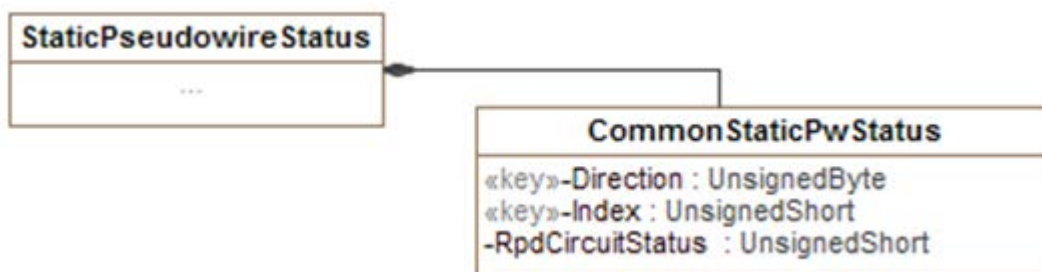 StaticPseudowireStatus
...
CommonStaticPwStatus
«key»-Direction : UnsignedByte
«key»-Index : UnsignedShort
-RpdCircuitStatus : UnsignedShort